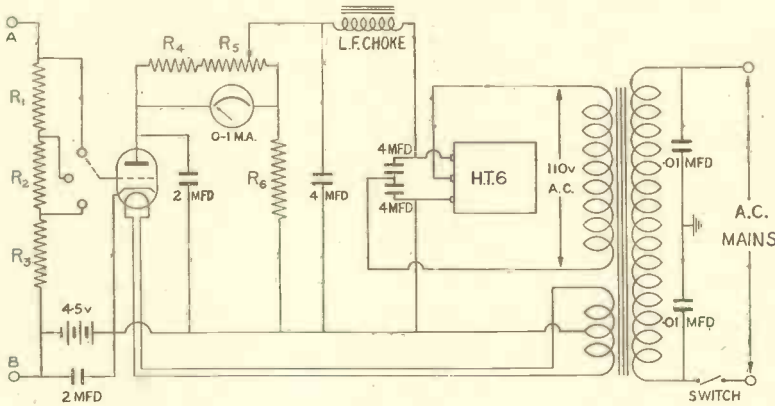 A
R1
R2
R3
B
4·5v
2 MFD
R4
R5
0-1 M.A.
2 MFD
R6
4 MFD
L.F. CHOKE
4 MFD
4 MFD
H.T.6
110v
A.C.
·01 MFD
·01 MFD
A.C.
MAINS
SWITCH